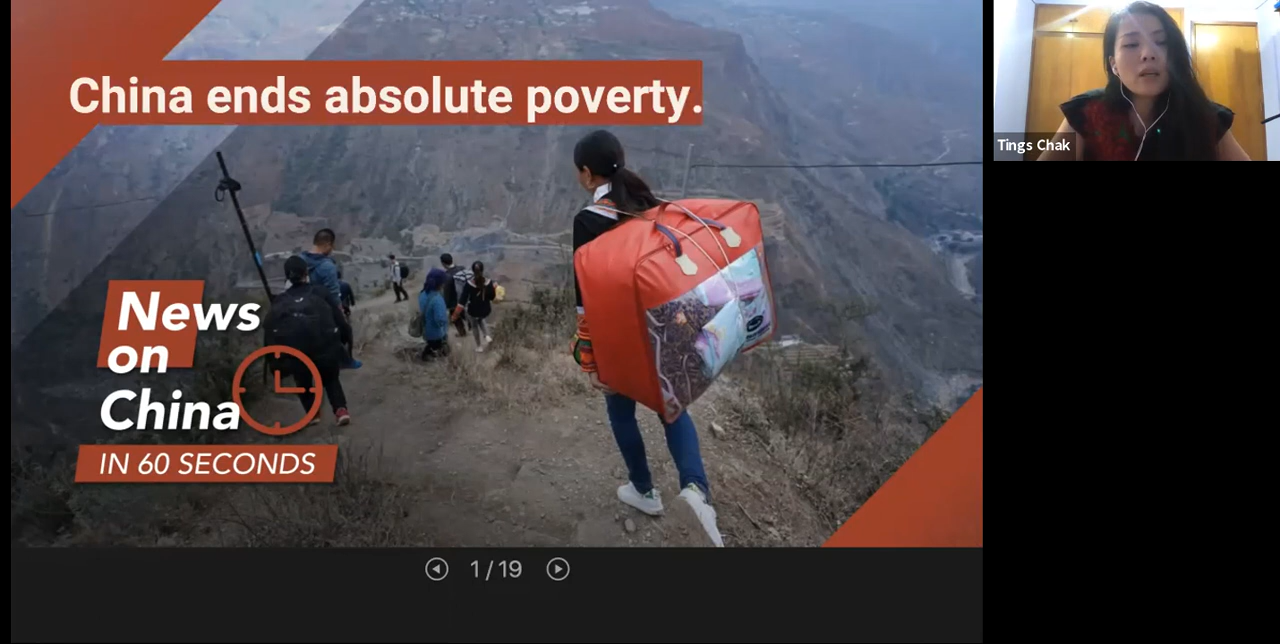 China ends absolute poverty.
News
on
China
IN 60 SECONDS
1/19
Tings Chak